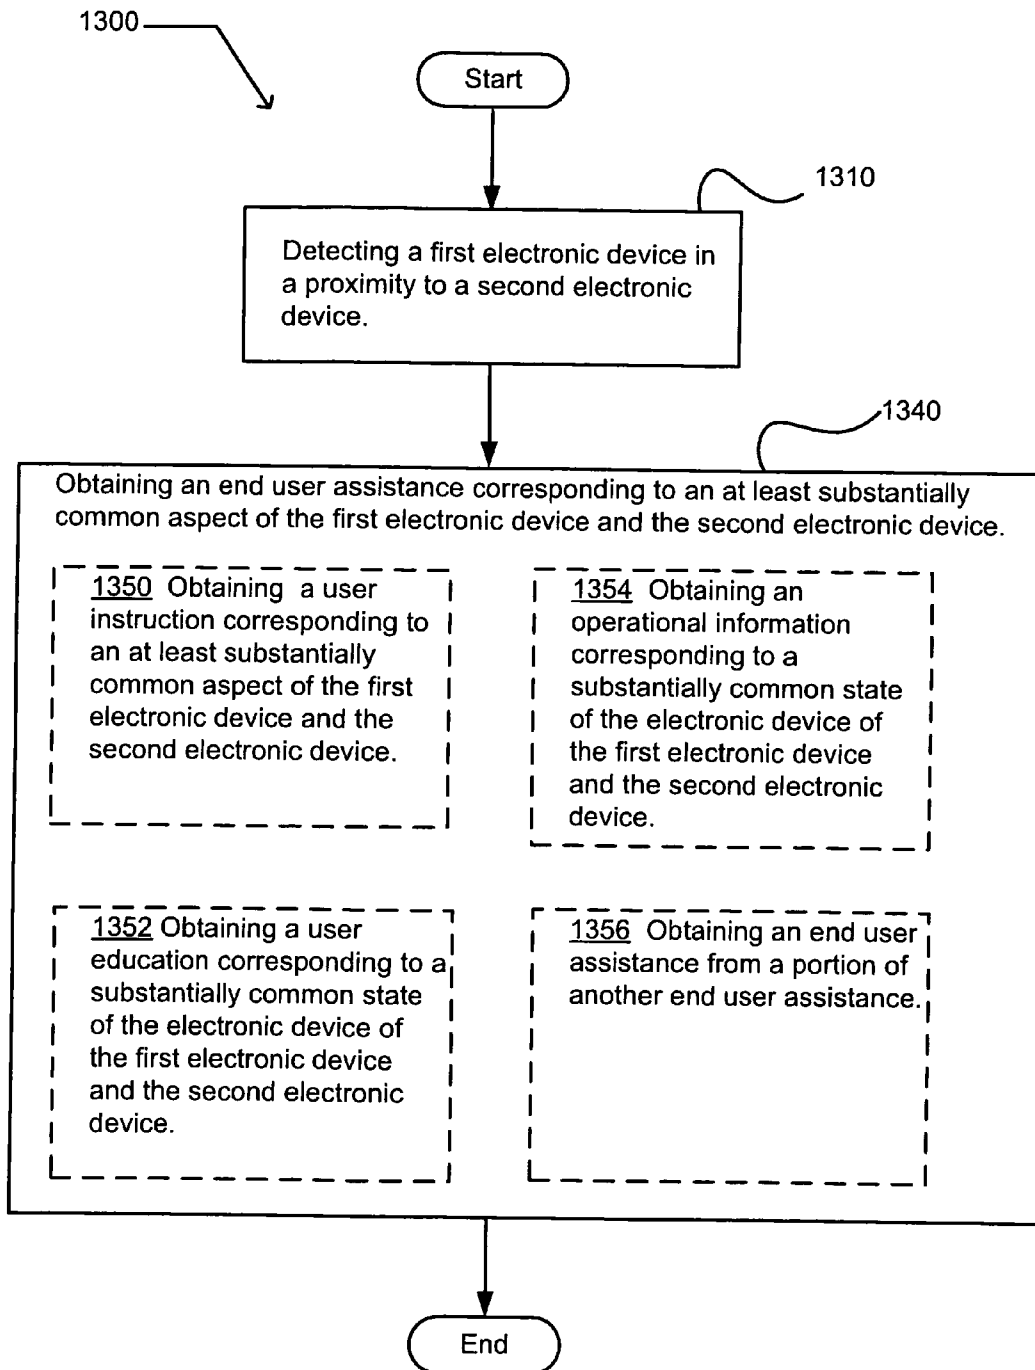 1300
Start
1310
Detecting a first electronic device in
a proximity to a second electronic
device.
1340
Obtaining an end user assistance corresponding to an at least substantially
common aspect of the first electronic device and the second electronic device.
1350 Obtaining a user
instruction corresponding to
an at least substantially
common aspect of the first
electronic device and the
second electronic device.
1354 Obtaining an
operational information
corresponding to a
substantially common state
of the electronic device of
the first electronic device
and the second electronic
device.
1352 Obtaining a user
education corresponding to a
substantially common state
of the electronic device of
the first electronic device
and the second electronic
device.
1356 Obtaining an end user
assistance from a portion of
another end user assistance.
End